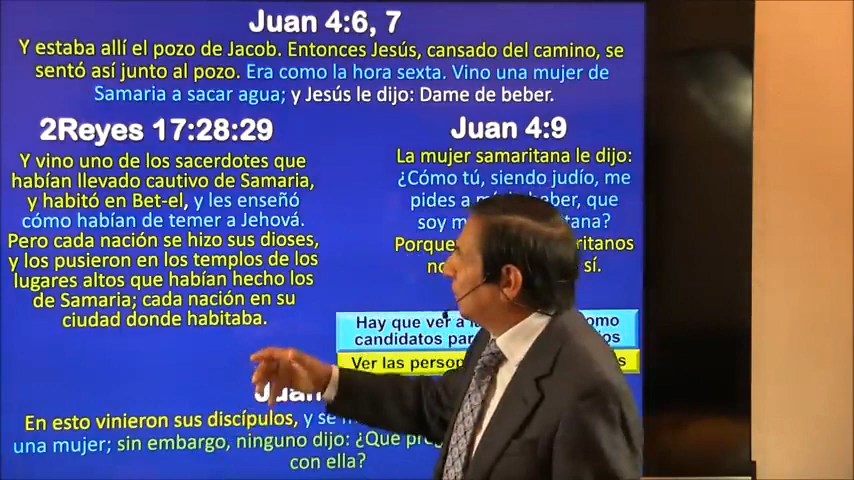 Juan 4:6, 7
Y estaba allí el pozo de Jacob. Entonces Jesús, cansado del camino, se
sentó así junto al pozo. Era como la hora sexta. Vino una mujer de
Samaria a sacar agua; y Jesús le dijo: Dame de beber.
2Reyes 17:28:29
Y vino uno de los sacerdotes que
habían llevado cautivo de Samaria,
y habitó en Bet-el, y les enseñó
cómo habían de temer a Jehová.
Pero cada nación se hizo sus dioses,
y los pusieron en los templos de los
lugares altos que habían hecho los
de Samaria; cada nación en su
ciudad donde habitaba.
Juan 4:9
La mujer samaritana le dijo:
¿Cómo tú, siendo judío, me
pides a
que
soy
Porque
sí.
Hay que ver a
como
candidatos
Ver las
Juan
En esto vinieron sus discípulos, y
una mujer; sin embargo, ninguno dijo: ¿Qué
con ella?